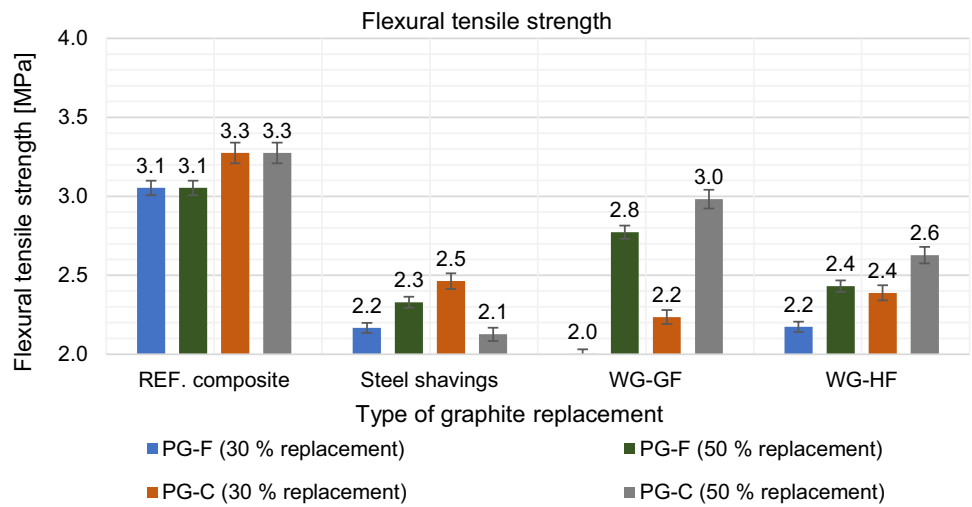 Flexural tensile strength
Flexural tensile strength [MPa]
4.0
3.5
3.0
2.5
2.0
3.1 3.1 3.3 3.3
2.2 2.3 2.5 2.1
2.0 2.8 2.2 3.0
2.2 2.4 2.4 2.6
REF. composite Steel shavings WG-GF WG-HF
Type of graphite replacement
PG-F (30 % replacement) PG-F (50 % replacement)
PG-C (30 % replacement) PG-C (50 % replacement)